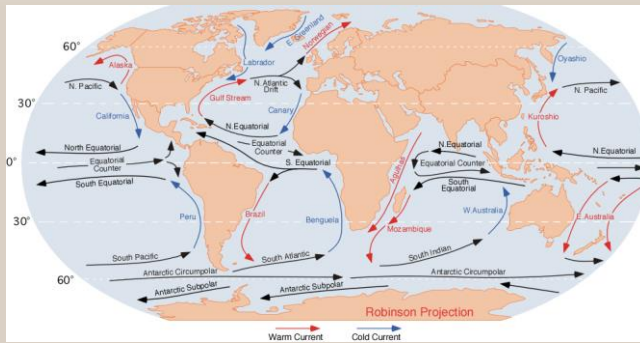 60°
30°
0°
30°
60°
Alaska
N. Pacific
California
North Equatorial
Equatorial
Counter
South Equatorial
Peru
South Pacific
Antarctic Circumpolar
Antarctic Subpolar
Labrador
E. Greenland
Norwegian
N. Atlantic
Drift
Gulf Stream
Canary
N.Equatorial
Equatorial
Counter
S. Equatorial
Brazil
Benguela
South Atlantic
Antarctic Subpolar
Agulhas
Mozambique
N.Equatorial
Equatorial Counter
South
Equatorial
W.Australia
South Indian
Antarctic Circumpolar
Oyashio
N. Pacific
Kuroshio
N. Equatorial
E.Australia
Robinson Projection
Warm Current
Cold Current